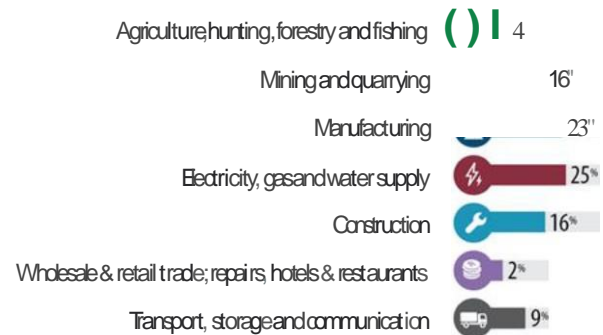 Agriculture,hunting, forestry and fishing ( ) I 4
Mining and quarrying 16"
Manufacturing 23"
Electricity, gas and water supply 25%
Construction 16%
Wholesale & retail trade; repairs, hotels & restaurants 2%
Transport, storage and communication 9%